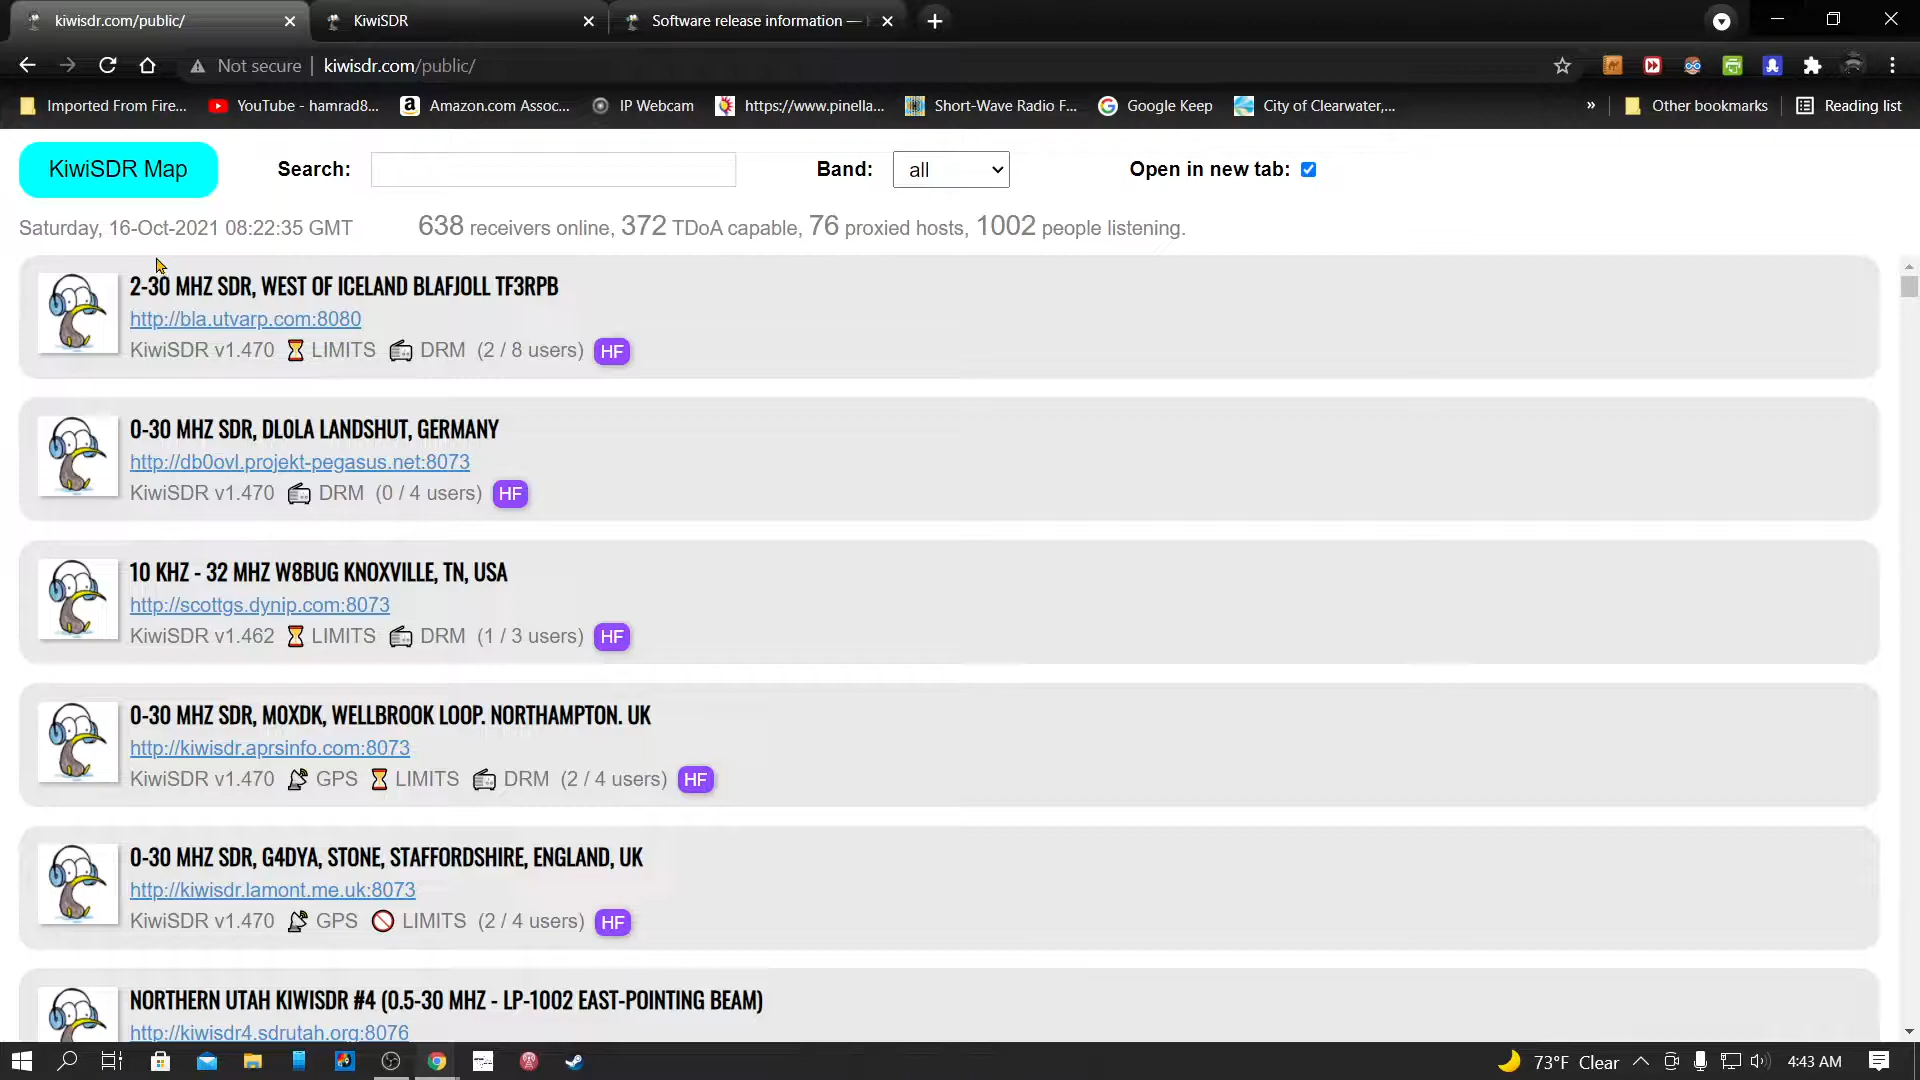 kiwisdr.com/public/
KiwiSDR
Software release information —
Not secure | kiwisdr.com/public/
Imported From Fire...
YouTube - hamrad8...
Amazon.com Assoc...
IP Webcam
https://www.pinella...
Short-Wave Radio F...
Google Keep
City of Clearwater,...
»
Other bookmarks
Reading list
KiwiSDR Map
Search:
Band: all
Open in new tab:
Saturday, 16-Oct-2021 08:22:35 GMT
638 receivers online, 372 TDoA capable, 76 proxied hosts, 1002 people listening.
2-30 MHZ SDR, WEST OF ICELAND BLAFJOLL TF3RPB
http://bla.utvarp.com:8080
KiwiSDR v1.470 LIMITS DRM (2 / 8 users) HF
0-30 MHZ SDR, DL0LA LANDSHUT, GERMANY
http://db0ovl.projekt-pegasus.net:8073
KiwiSDR v1.470 DRM (0 / 4 users) HF
10 KHZ - 32 MHZ W8BUG KNOXVILLE, TN, USA
http://scottgs.dynip.com:8073
KiwiSDR v1.462 LIMITS DRM (1 / 3 users) HF
0-30 MHZ SDR, M0XDK, WELLBROOK LOOP. NORTHAMPTON. UK
http://kiwisdr.aprsinfo.com:8073
KiwiSDR v1.470 GPS LIMITS DRM (2 / 4 users) HF
0-30 MHZ SDR, G4DYA, STONE, STAFFORDSHIRE, ENGLAND, UK
http://kiwisdr.lamont.me.uk:8073
KiwiSDR v1.470 GPS LIMITS (2 / 4 users) HF
NORTHERN UTAH KIWISDR #4 (0.5-30 MHZ - LP-1002 EAST-POINTING BEAM)
http://kiwisdr4.sdrutah.org:8076
73°F Clear
4:43 AM